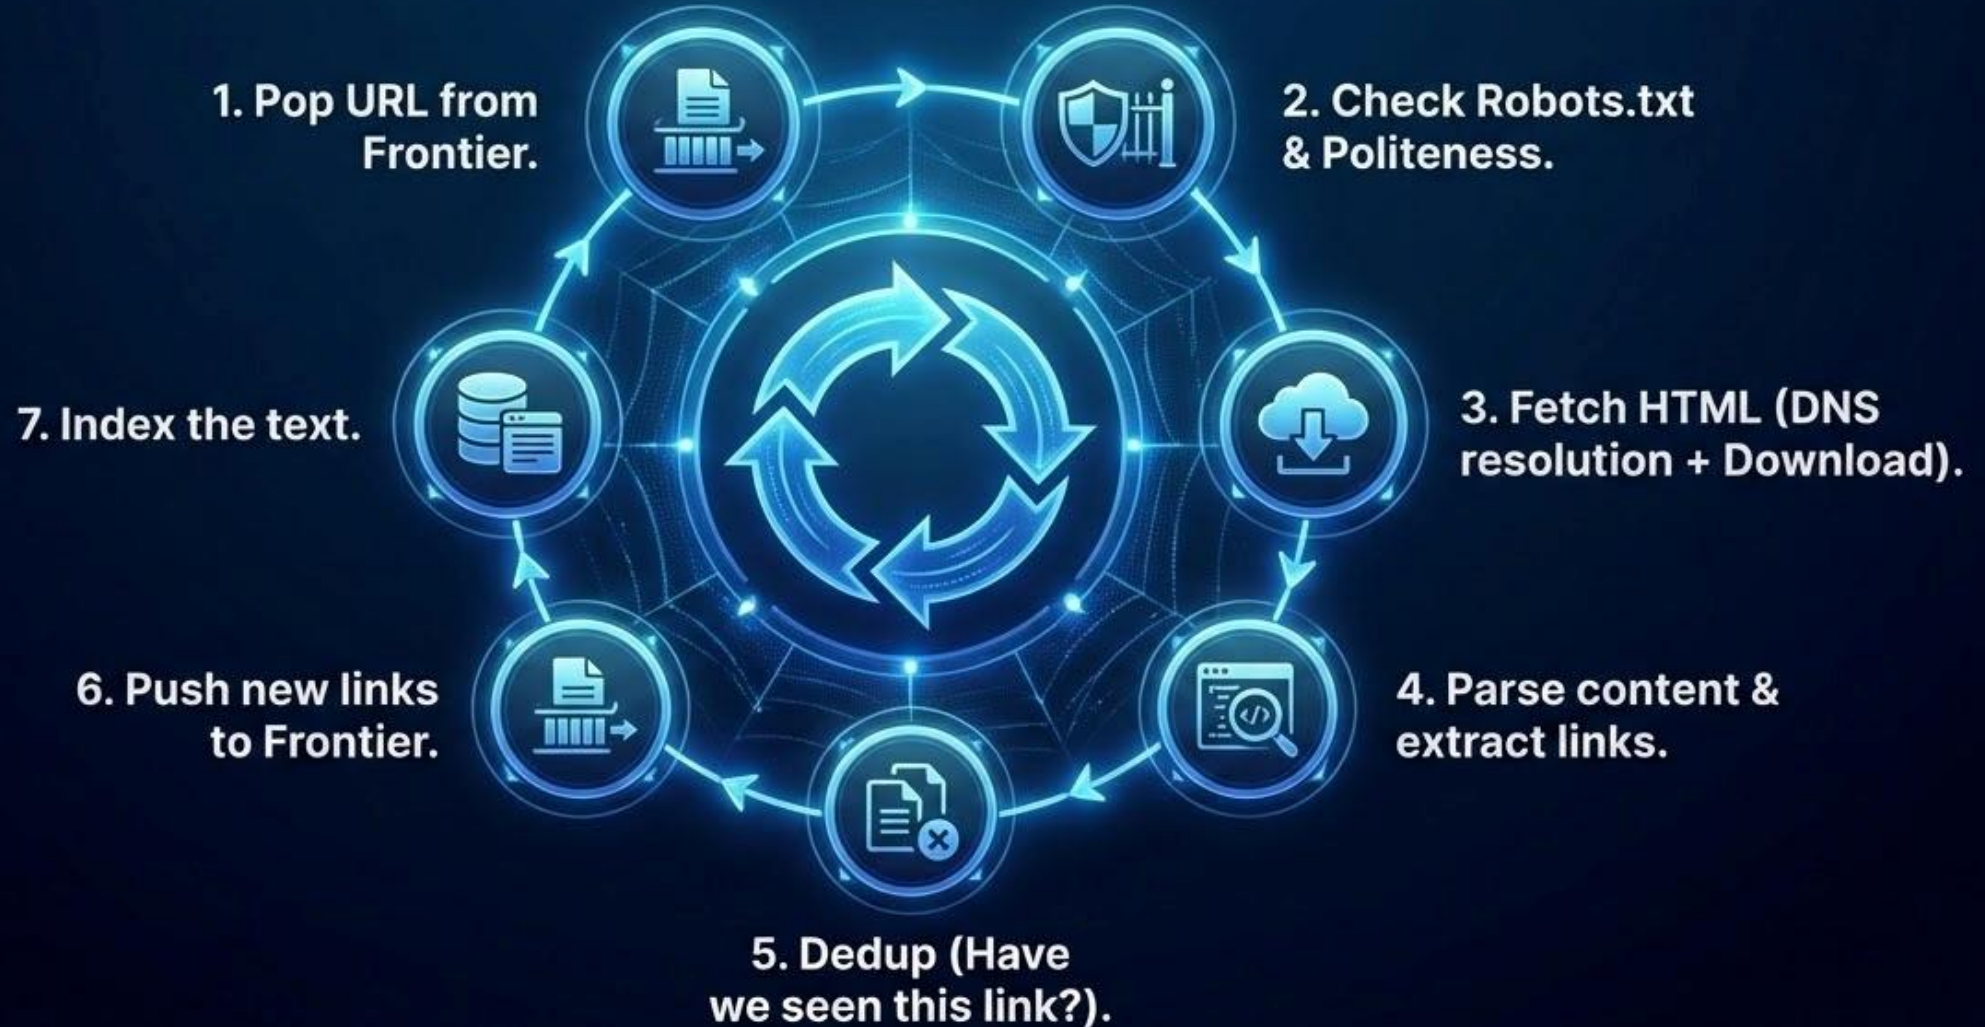 1. Pop URL from
Frontier.
2. Check Robots.txt
& Politeness.
3. Fetch HTML (DNS
resolution + Download).
4. Parse content &
extract links.
5. Dedup (Have
we seen this link?).
6. Push new links
to Frontier.
7. Index the text.